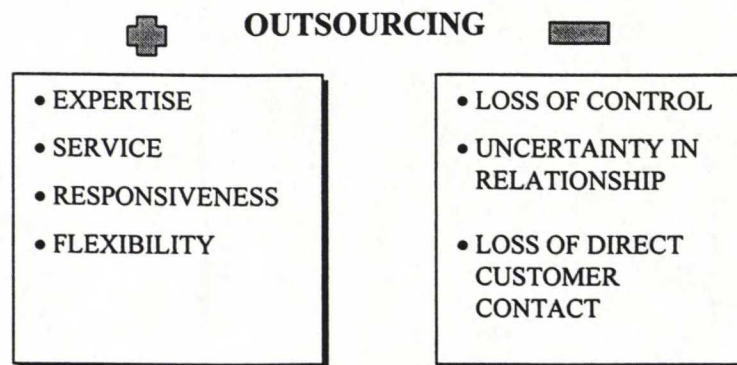 OUTSOURCING
• EXPERTISE
• SERVICE
• RESPONSIVENESS
• FLEXIBILITY
• LOSS OF CONTROL
• UNCERTAINTY IN
RELATIONSHIP
• LOSS OF DIRECT
CUSTOMER
CONTACT